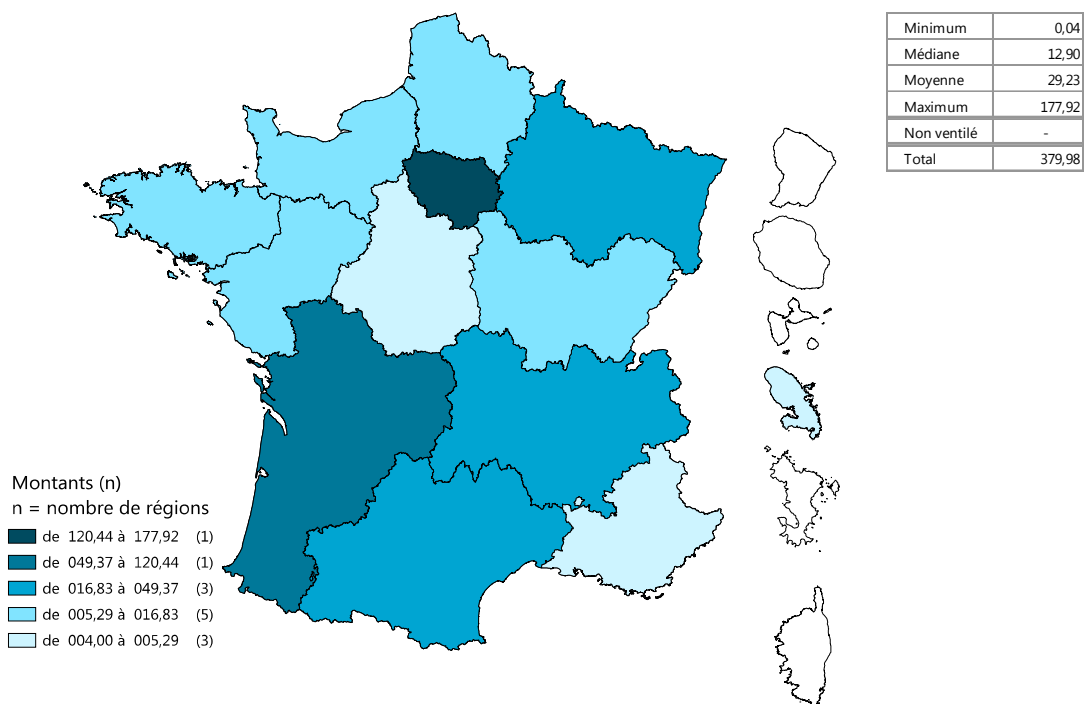 Minimum 0,04
Médiane 12,90
Moyenne 29,23
Maximum 177,92
Non ventilé -
Total 379,98
Montants (n)
n = nombre de régions
de 120,44 à 177,92 (1)
de 049,37 à 120,44 (1)
de 016,83 à 049,37 (3)
de 005,29 à 016,83 (5)
de 004,00 à 005,29 (3)